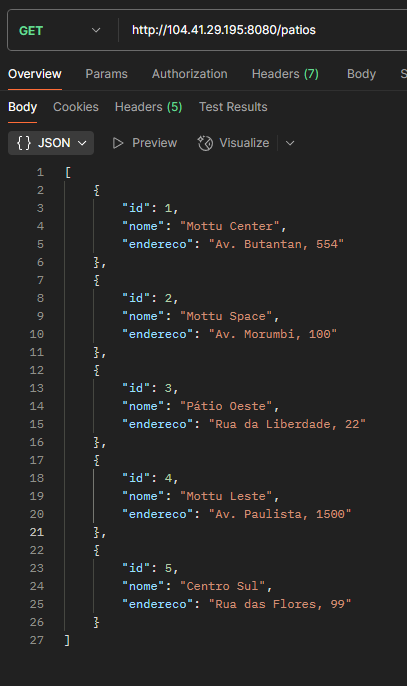 GET http://104.41.29.195:8080/patios
Overview Params Authorization Headers (7) Body S
Body Cookies Headers (5) Test Results
{} JSON Preview Visualize
1 [
2 {
3 "id": 1,
4 "nome": "Mottu Center",
5 "endereco": "Av. Butantan, 554"
6 },
7 {
8 "id": 2,
9 "nome": "Mottu Space",
10 "endereco": "Av. Morumbi, 100"
11 },
12 {
13 "id": 3,
14 "nome": "Pátio Oeste",
15 "endereco": "Rua da Liberdade, 22"
16 },
17 {
18 "id": 4,
19 "nome": "Mottu Leste",
20 "endereco": "Av. Paulista, 1500"
21 },
22 {
23 "id": 5,
24 "nome": "Centro Sul",
25 "endereco": "Rua das Flores, 99"
26 }
27 ]